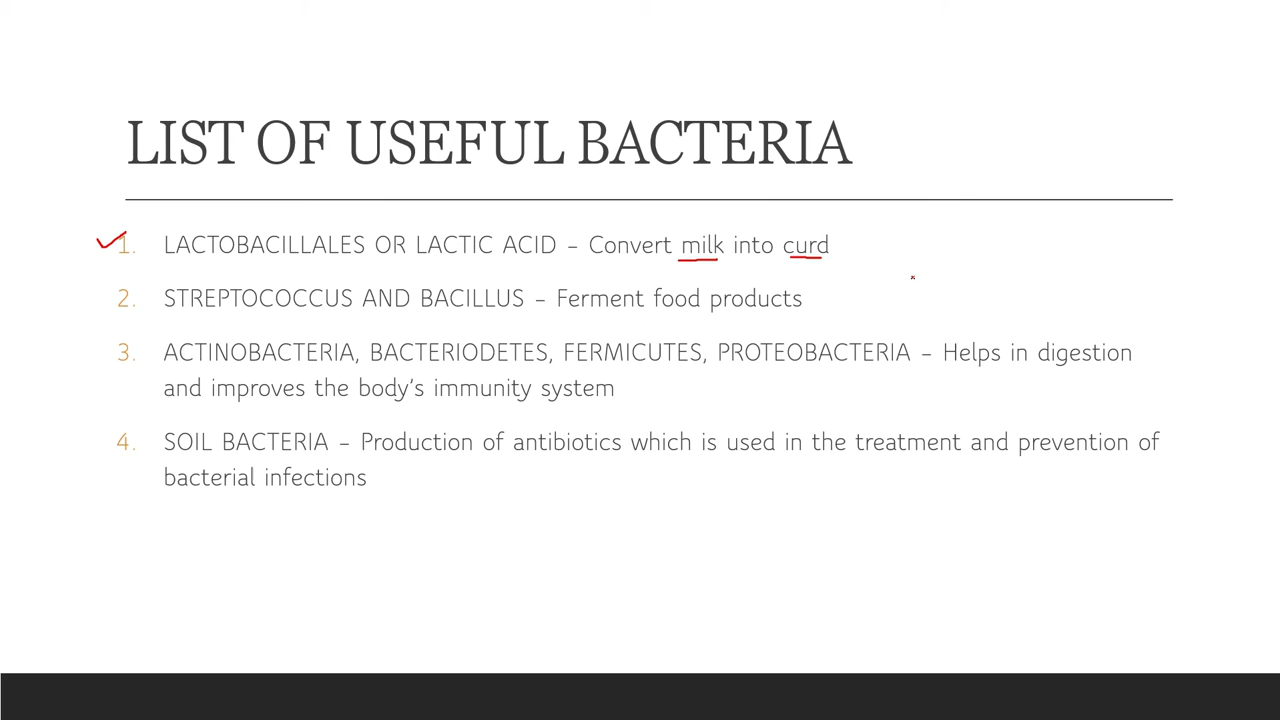 LIST OF USEFUL BACTERIA
1. LACTOBACILLALES OR LACTIC ACID – Convert milk into curd
2. STREPTOCOCCUS AND BACILLUS – Ferment food products
3. ACTINOBACTERIA, BACTERIODETES, FERMICUTES, PROTEOBACTERIA – Helps in digestion
and improves the body’s immunity system
4. SOIL BACTERIA – Production of antibiotics which is used in the treatment and prevention of
bacterial infections